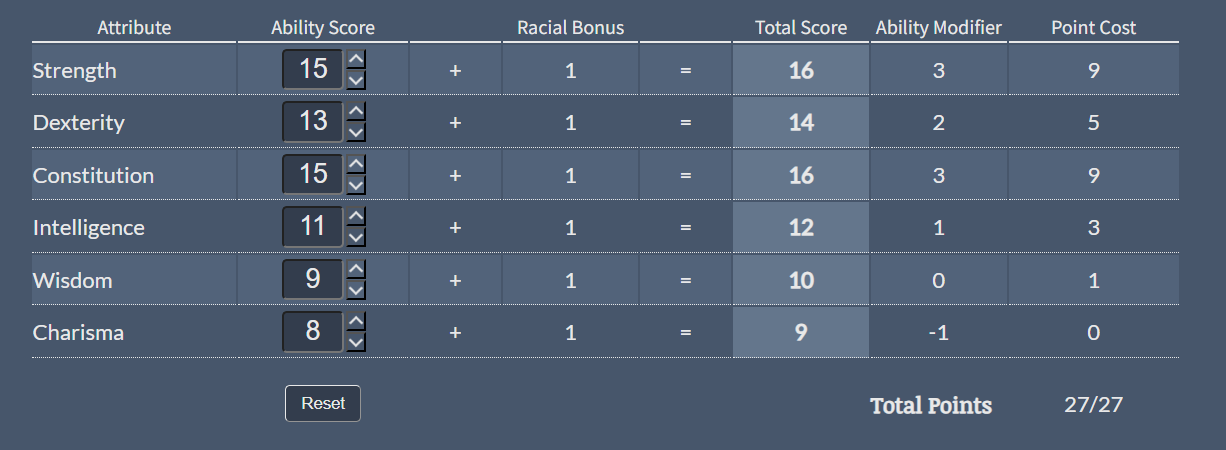 Attribute Ability Score Racial Bonus Total Score Ability Modifier Point Cost
Strength 15 + 1 = 16 3 9
Dexterity 13 + 1 = 14 2 5
Constitution 15 + 1 = 16 3 9
Intelligence 11 + 1 = 12 1 3
Wisdom 9 + 1 = 10 0 1
Charisma 8 + 1 = 9 -1 0
Reset Total Points 27/27